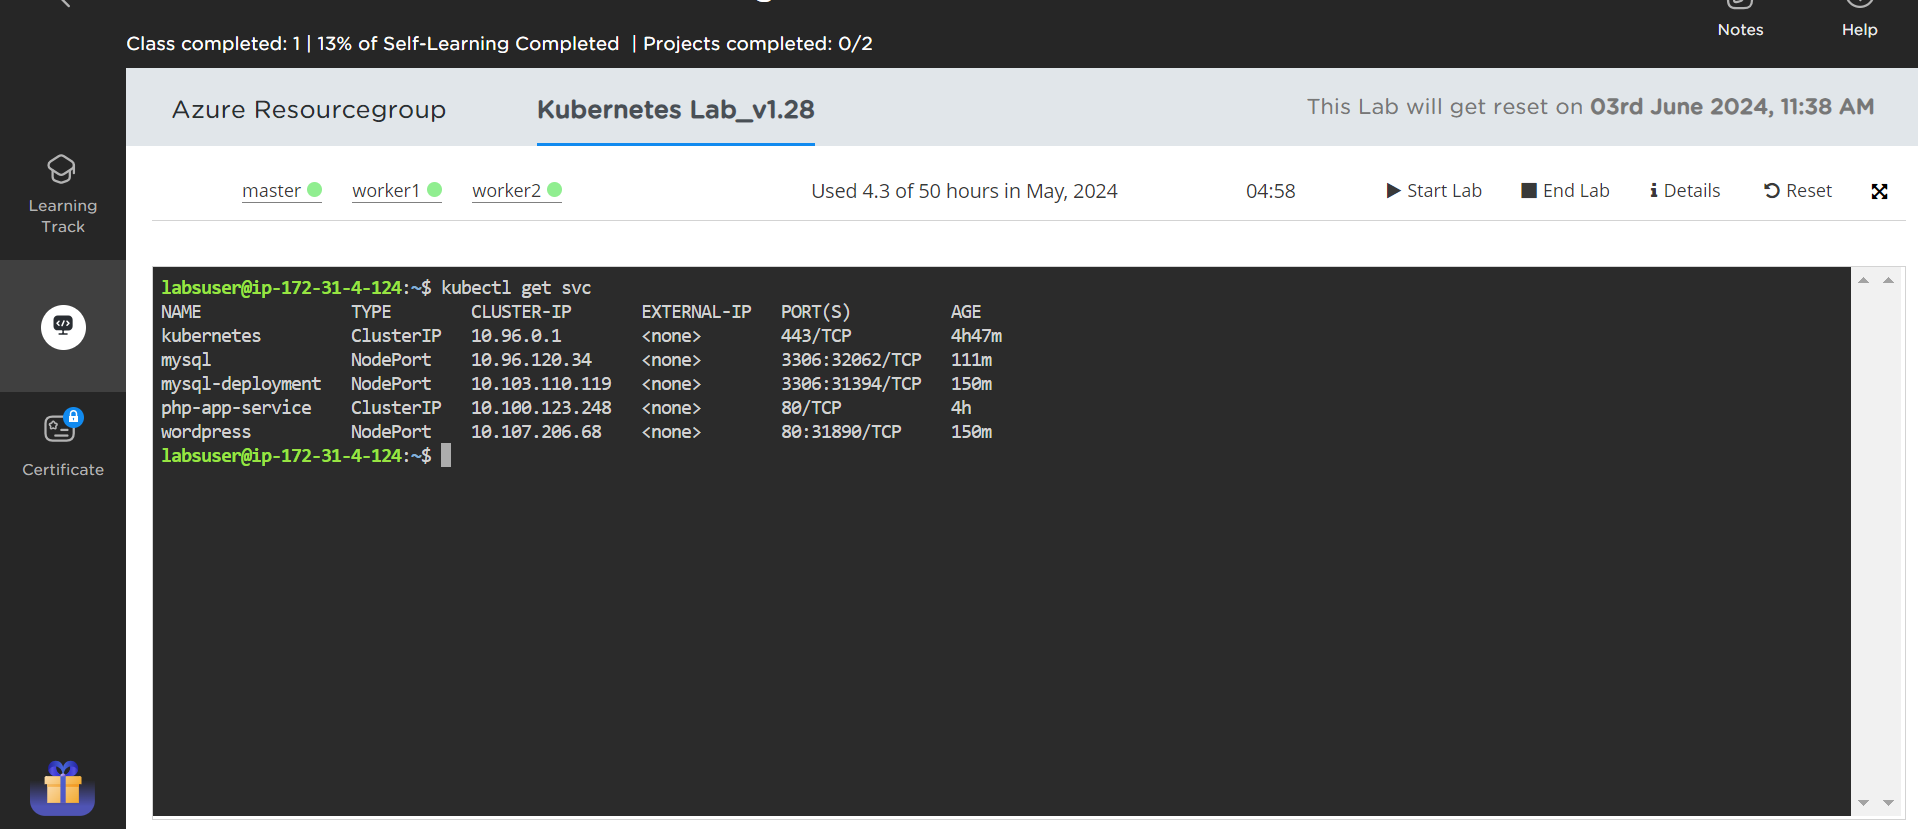 Class completed: 1 | 13% of Self-Learning Completed | Projects completed: 0/2
Notes
Help
Azure Resourcegroup
Kubernetes Lab_v1.28
This Lab will get reset on 03rd June 2024, 11:38 AM
Learning
Track
Certificate
master
worker1
worker2
Used 4.3 of 50 hours in May, 2024
04:58
Start Lab
End Lab
Details
Reset
labsuser@ip-172-31-4-124:~$ kubectl get svc
NAME TYPE CLUSTER-IP EXTERNAL-IP PORT(S) AGE
kubernetes ClusterIP 10.96.0.1 <none> 443/TCP 4h47m
mysql NodePort 10.96.120.34 <none> 3306:32062/TCP 111m
mysql-deployment NodePort 10.103.110.119 <none> 3306:31394/TCP 150m
php-app-service ClusterIP 10.100.123.248 <none> 80/TCP 4h
wordpress NodePort 10.107.206.68 <none> 80:31890/TCP 150m
labsuser@ip-172-31-4-124:~$